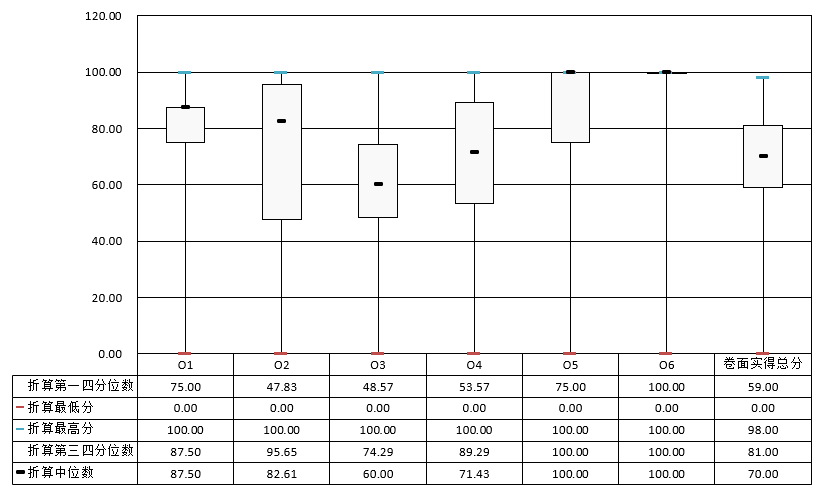 120.00
100.00
80.00
60.00
40.00
20.00
0.00
O1 O2 O3 O4 O5 O6 卷面实得总分
折算第一四分位数 75.00 47.83 48.57 53.57 75.00 100.00 59.00
折算最低分 0.00 0.00 0.00 0.00 0.00 0.00 0.00
折算最高分 100.00 100.00 100.00 100.00 100.00 100.00 98.00
折算第三四分位数 87.50 95.65 74.29 89.29 100.00 100.00 81.00
折算中位数 87.50 82.61 60.00 71.43 100.00 100.00 70.00